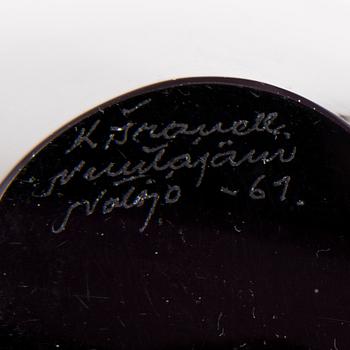 K Franck.
Nuutajärvi
Notsjö -61.